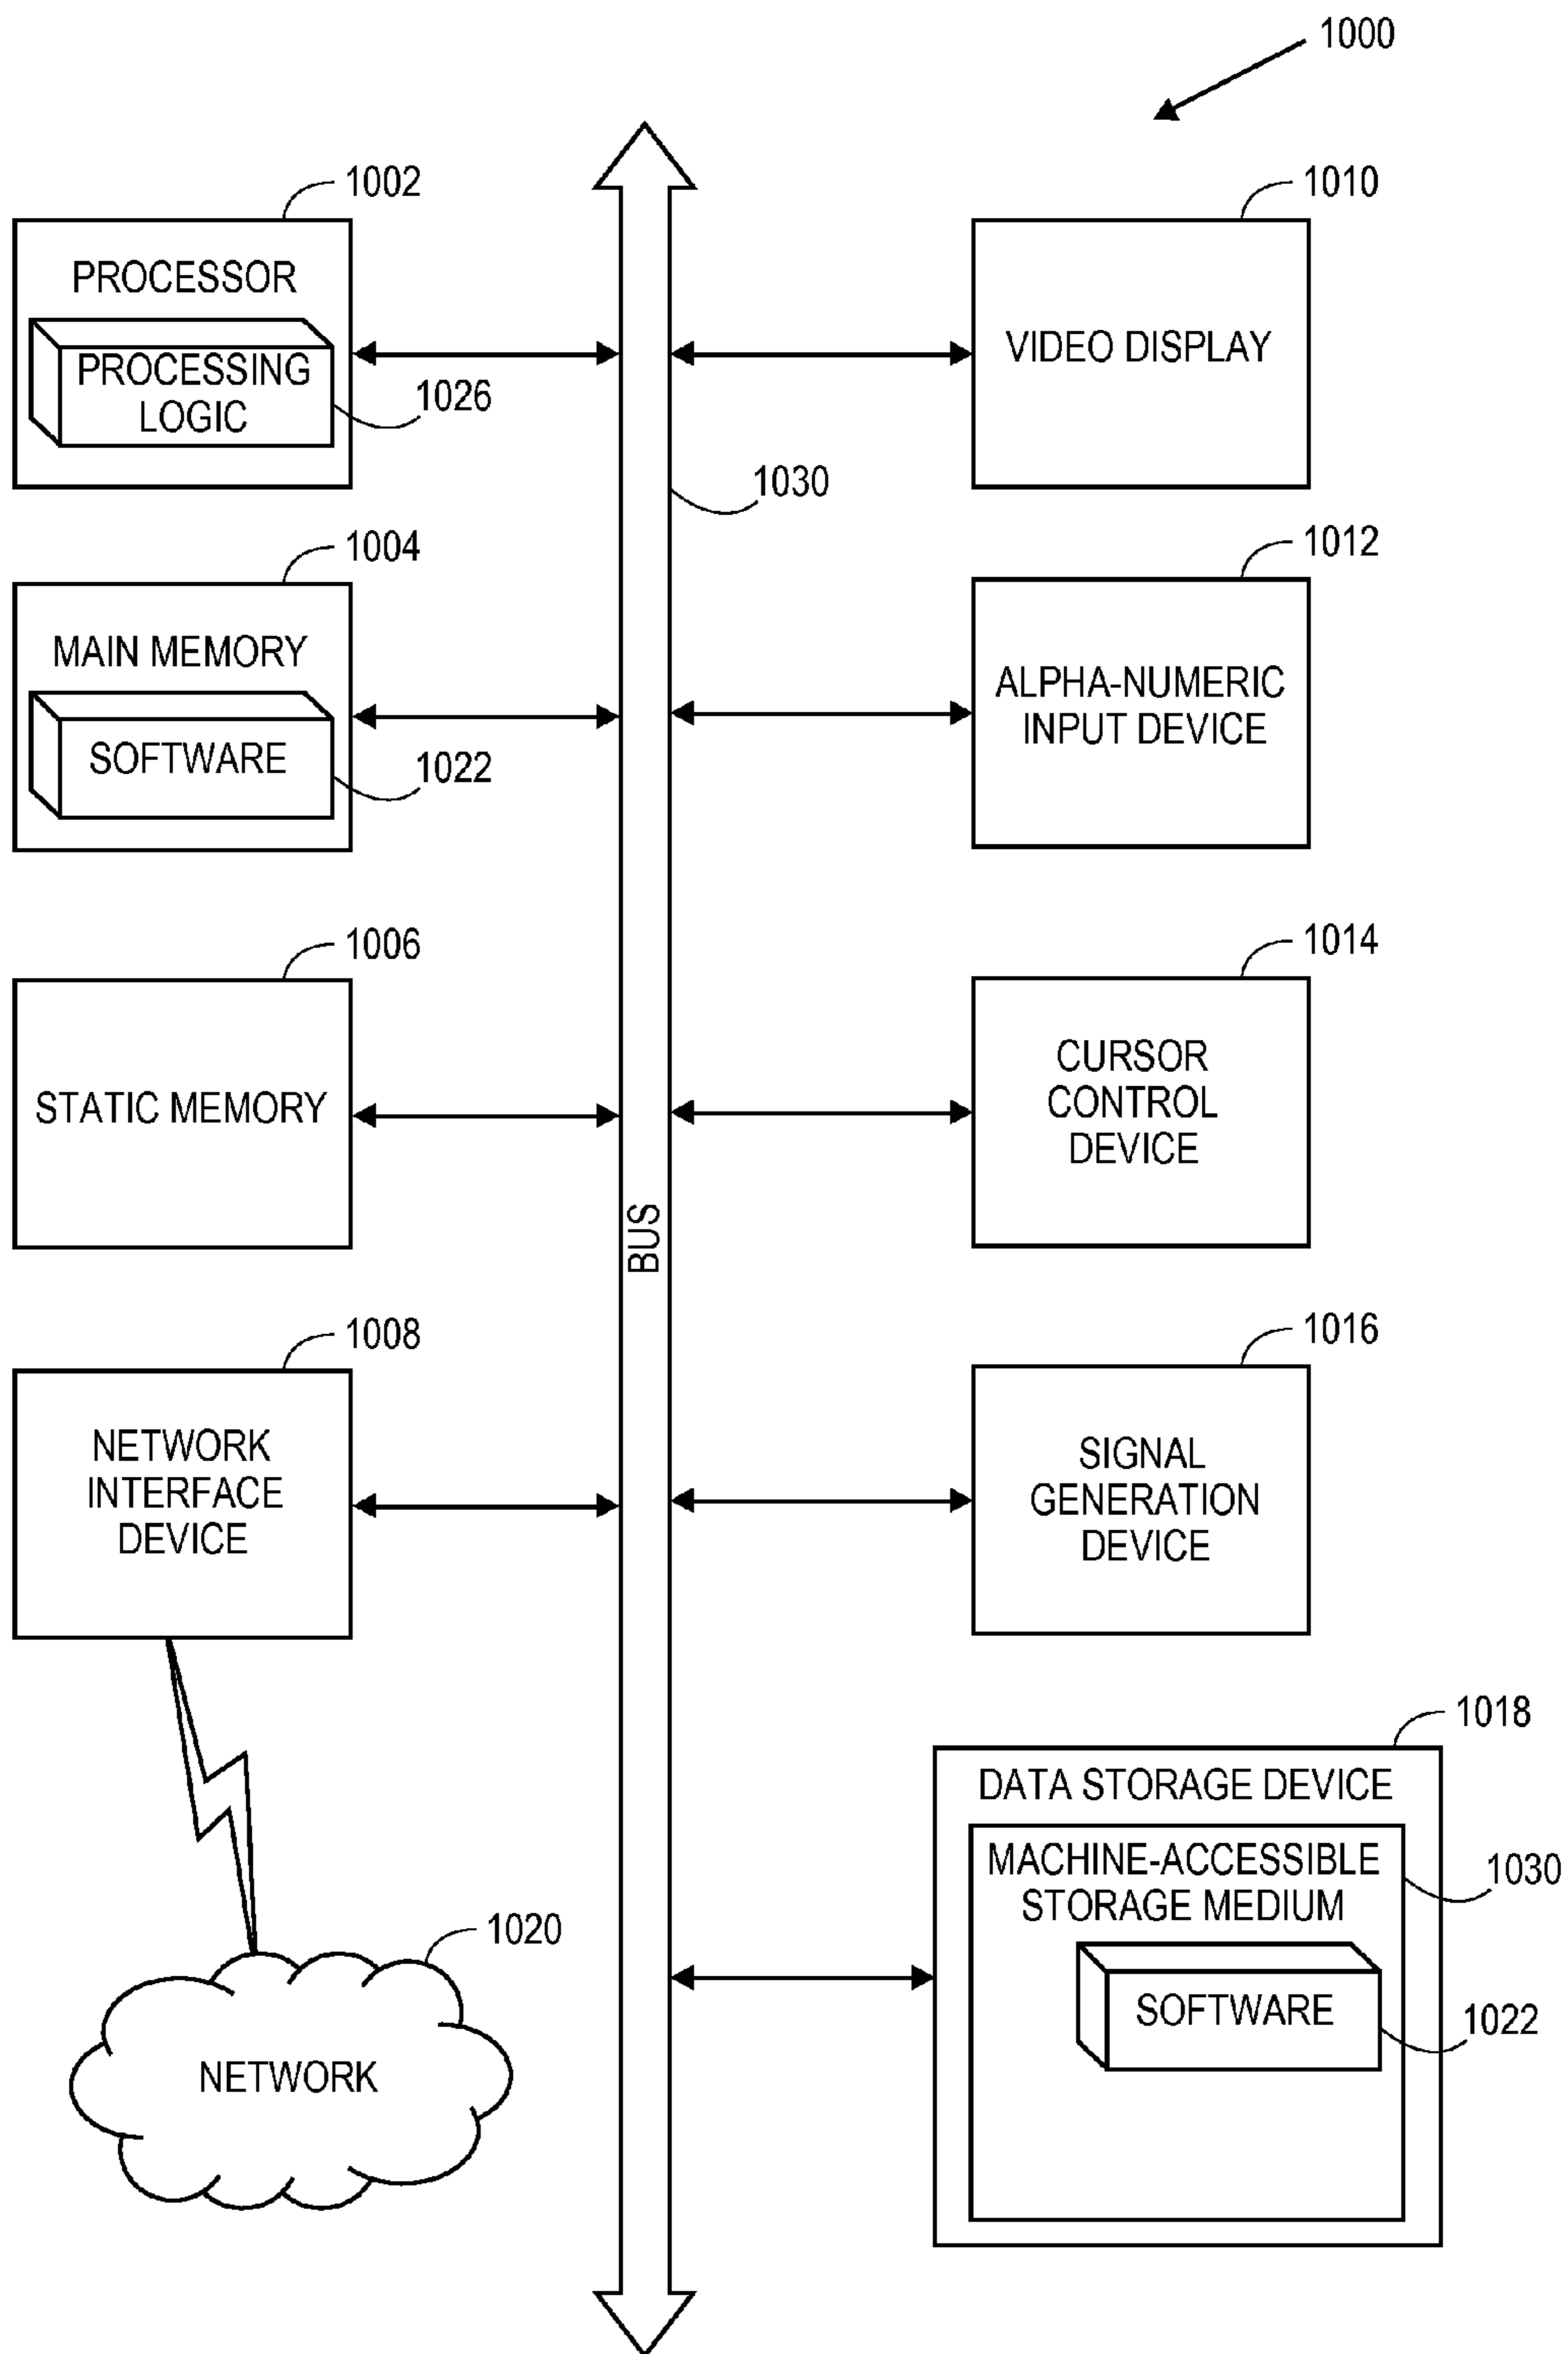 1000
1002
PROCESSOR
PROCESSING
LOGIC
1026
1004
MAIN MEMORY
SOFTWARE
1022
1006
STATIC MEMORY
1008
NETWORK
INTERFACE
DEVICE
1020
NETWORK
1030
BUS
1010
VIDEO DISPLAY
1012
ALPHA-NUMERIC
INPUT DEVICE
1014
CURSOR
CONTROL
DEVICE
1016
SIGNAL
GENERATION
DEVICE
1018
DATA STORAGE DEVICE
MACHINE-ACCESSIBLE
STORAGE MEDIUM
1030
SOFTWARE
1022